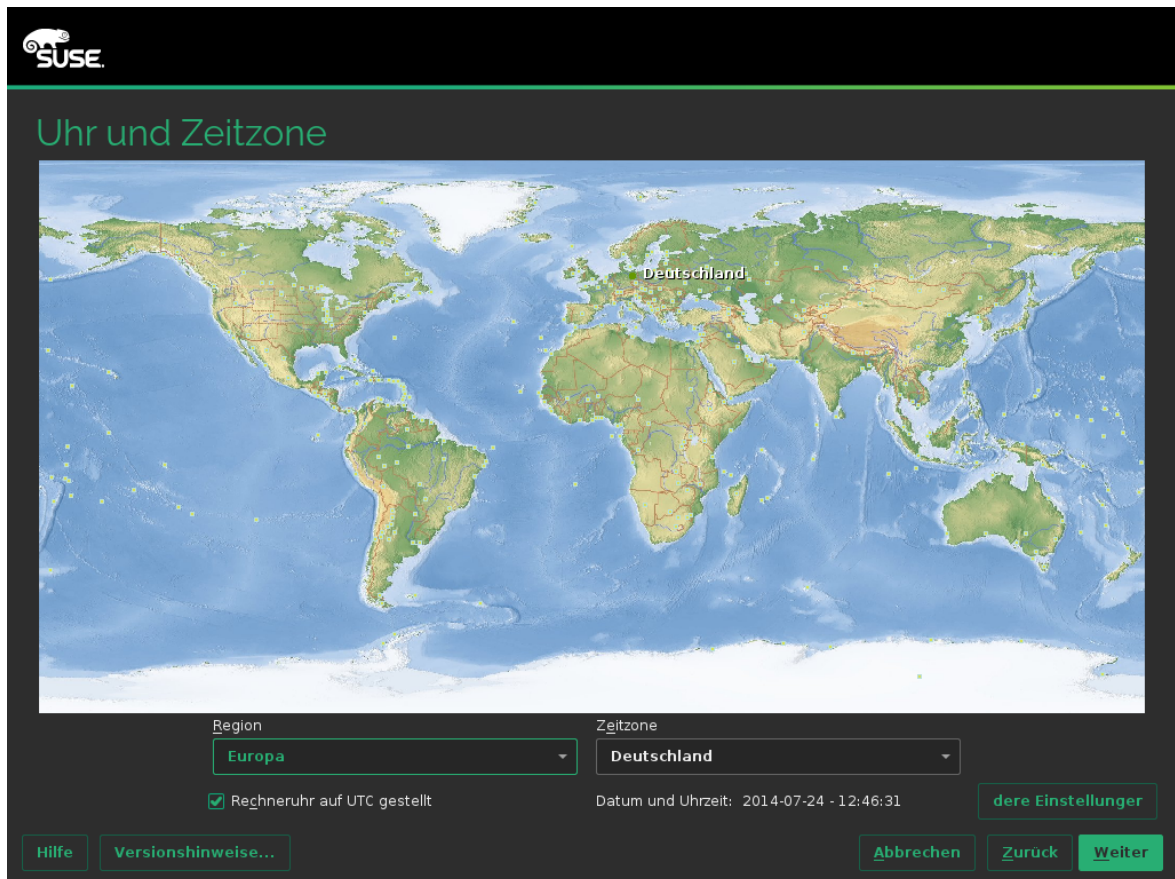 SUSE.
Uhr und Zeitzone
Deutschland
Region
Zeitzone
Europa
Deutschland
Rechneruhr auf UTC gestellt
Datum und Uhrzeit: 2014-07-24 - 12:46:31
dere Einstellunger
Hilfe
Versionshinweise...
Abbrechen
Zurück
Weiter